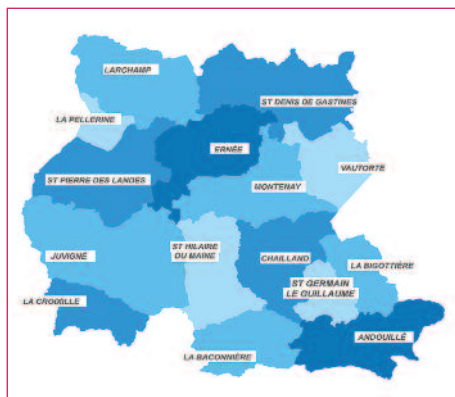 LARCHAMP
ST DENIS DE GASTINES
LA PELLERINE
ERNÉE
VAUTORTE
ST PIERRE DES LANDES
MONTENAY
ST HILAIRE
DU MAINE
JUVIGNÉ
CHAILLAND
LA BIGOTTIÈRE
ST GERMAIN
LE GUILLAUME
LA CROIXILLE
ANDOUILLÉ
LA BACONNIÈRE